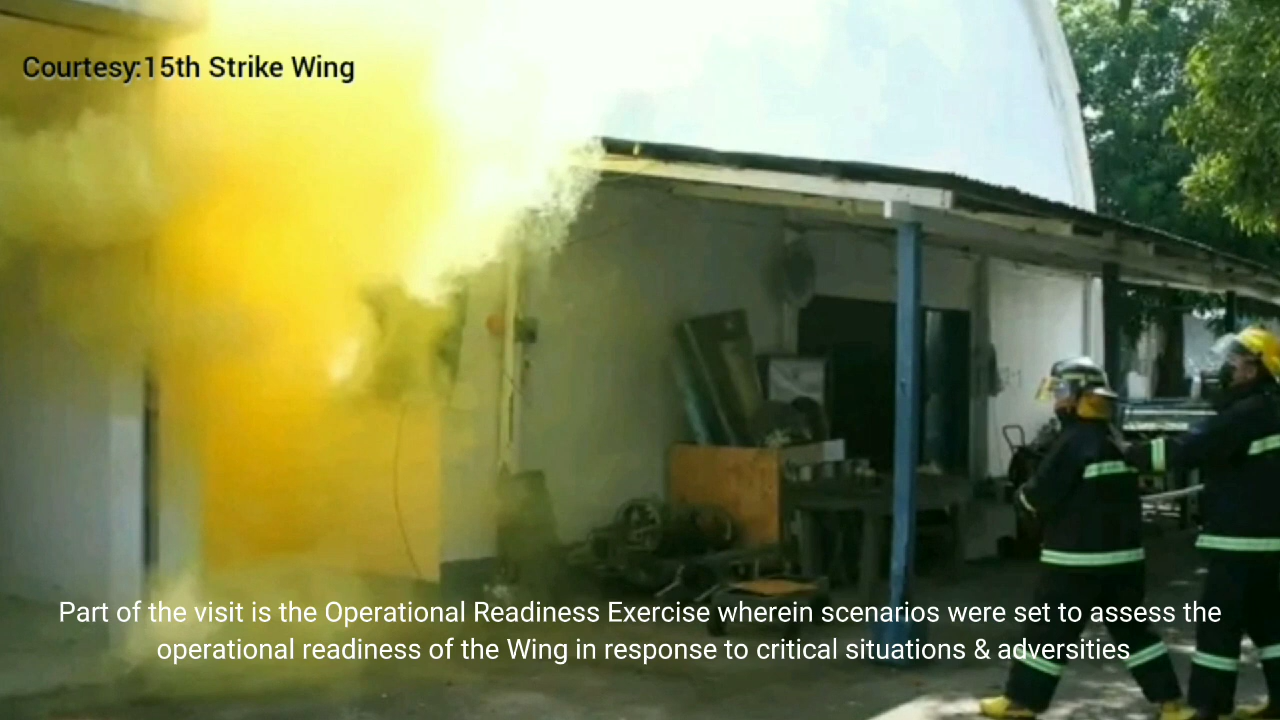 Courtesy:15th Strike Wing
Part of the visit is the Operational Readiness Exercise wherein scenarios were set to assess the
operational readiness of the Wing in response to critical situations & adversities